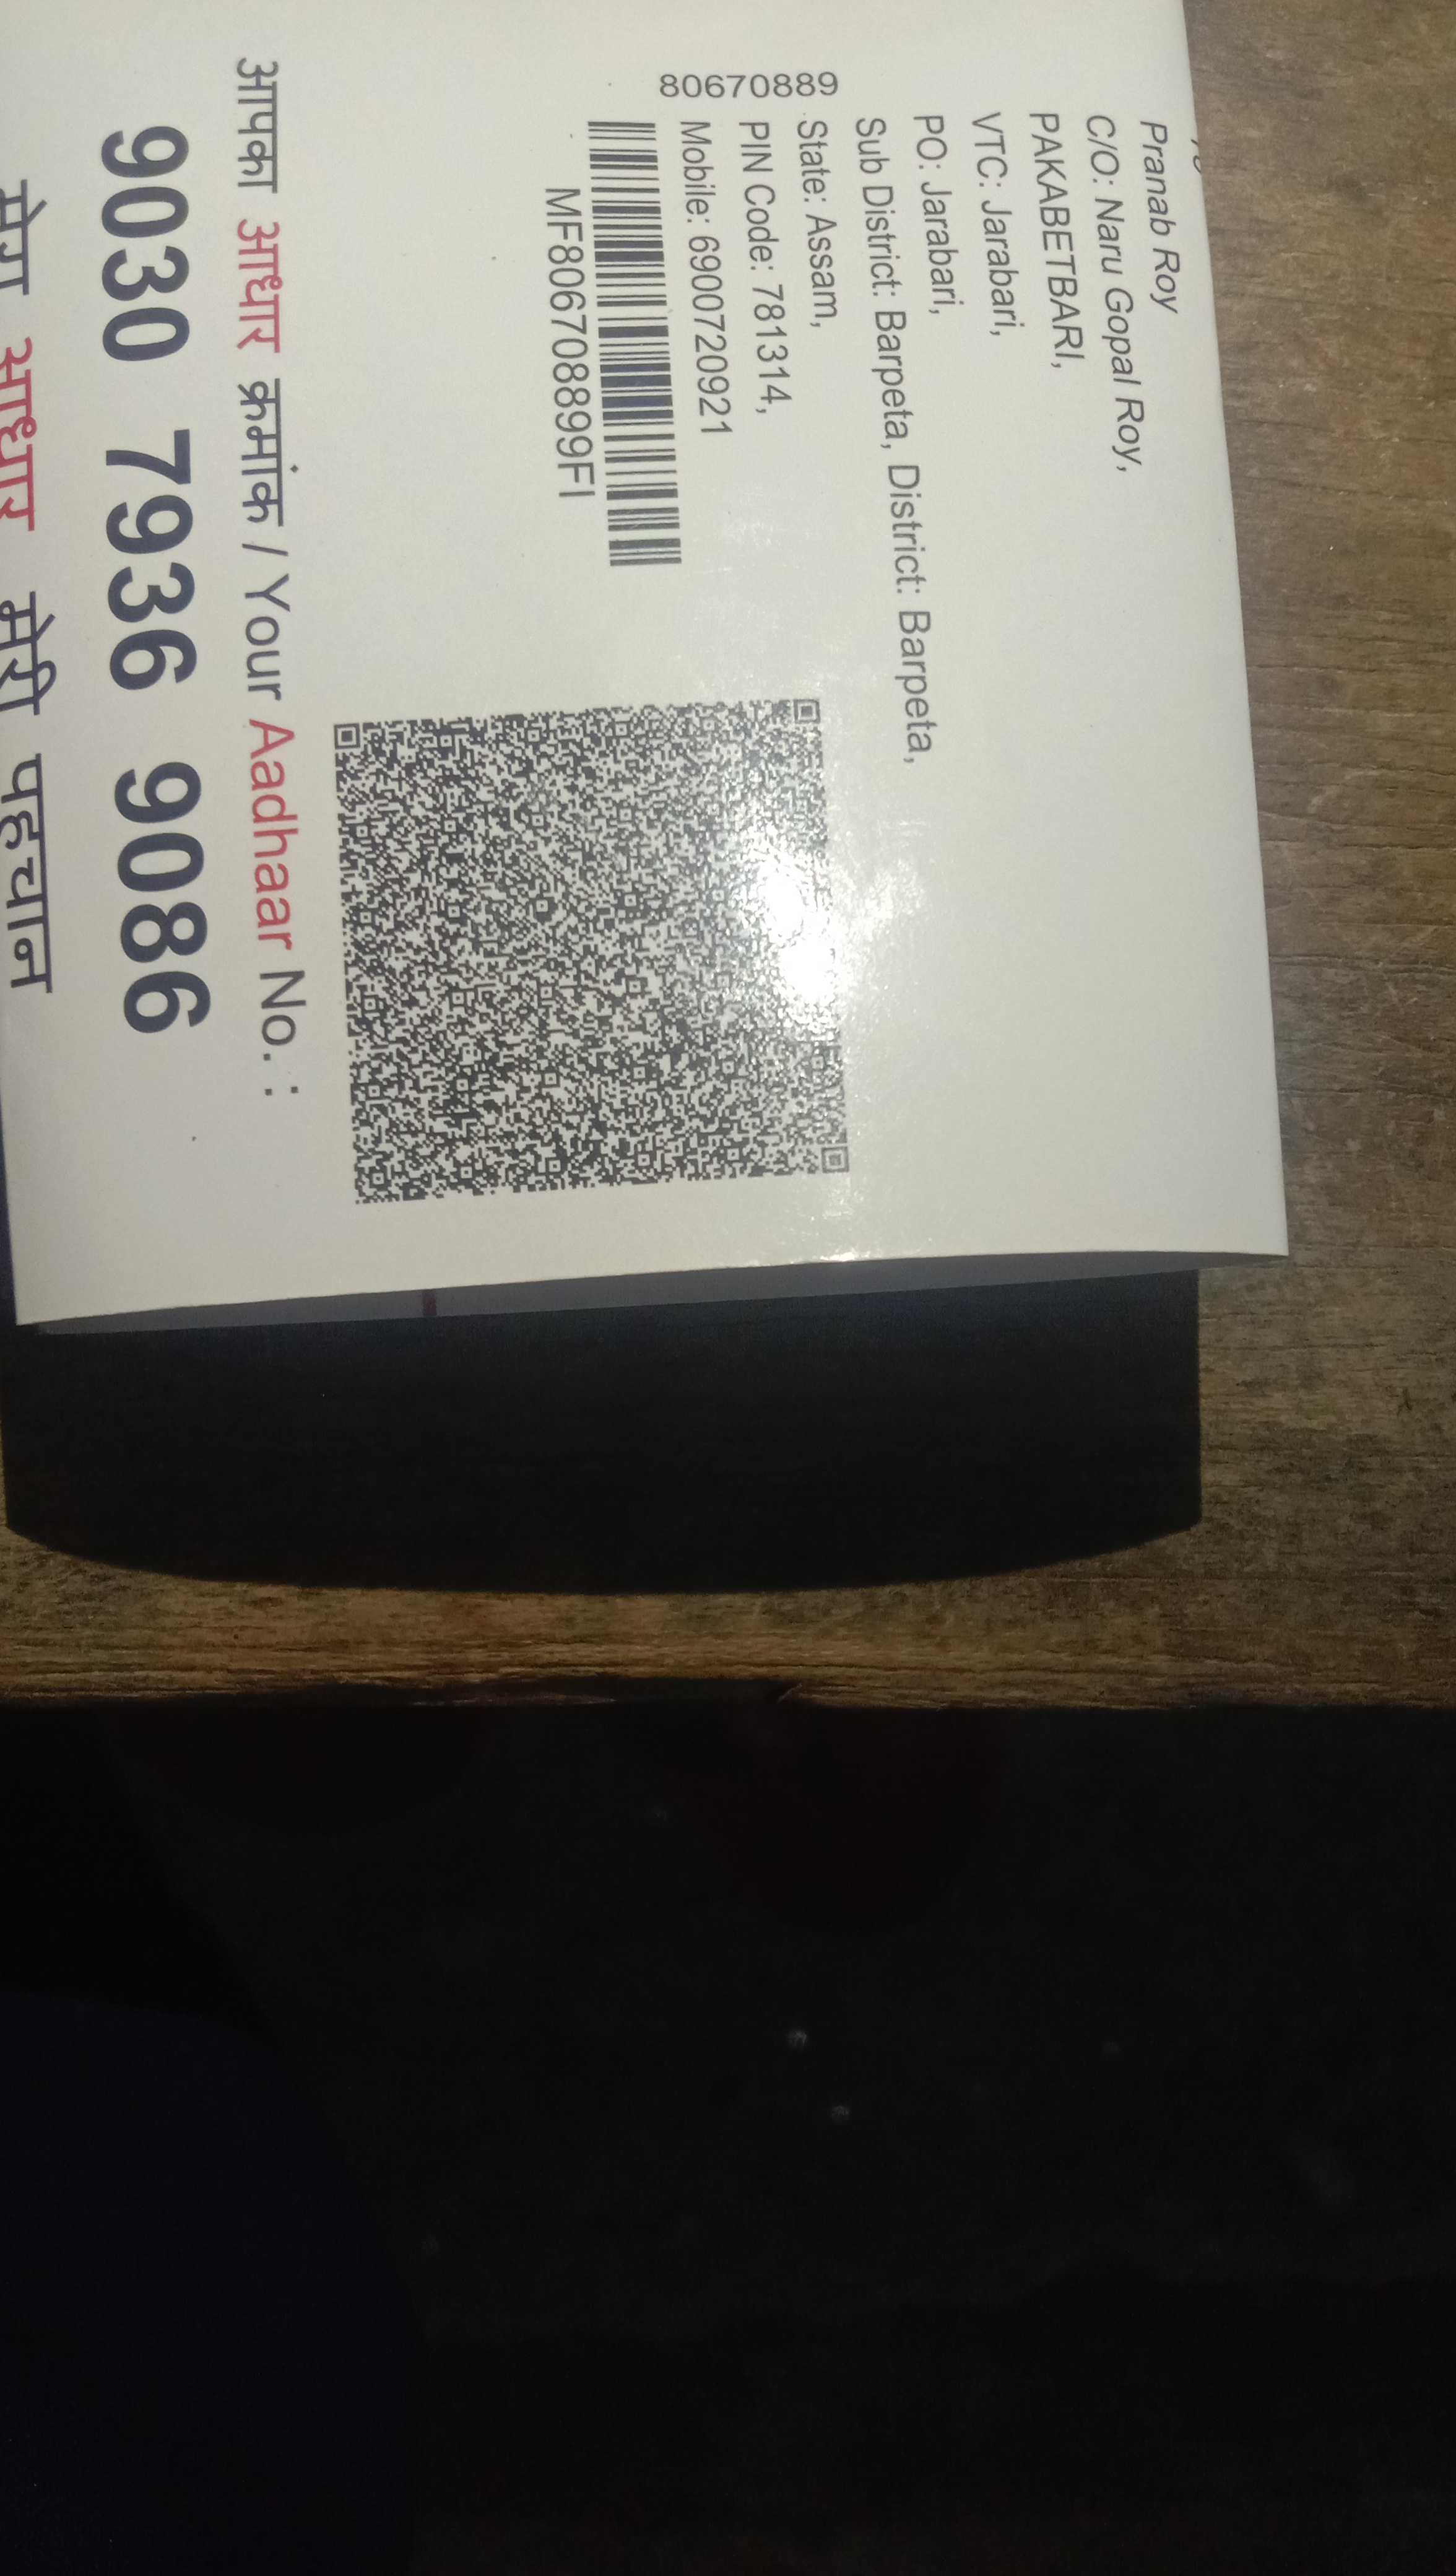 Pranab Roy
C/O: Naru Gopal Roy,
PAKABETBARI,
VTC: Jarabari,
PO: Jarabari,
Sub District: Barpeta, District: Barpeta,
State: Assam,
PIN Code: 781314,
Mobile: 6900720921
80670889
MF806708899FI
आपका आधार क्रमांक / Your Aadhaar No. :
9030 7936 9086
मेरा आधार, मेरी पहचान